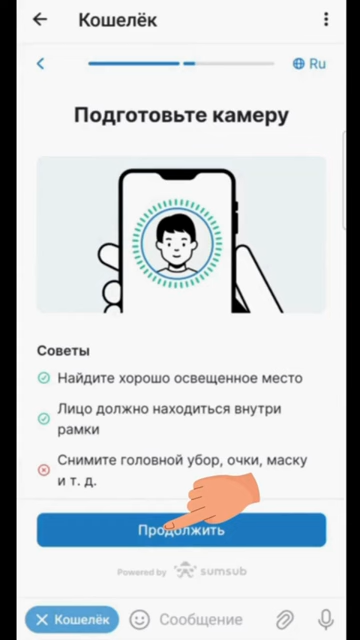 Кошелёк
Ru
Подготовьте камеру
Советы
Найдите хорошо освещенное место
Лицо должно находиться внутри
рамки
Снимите головной убор, очки, маску
и т. д.
Продолжить
Powered by sumsub
Кошелёк
Сообщение